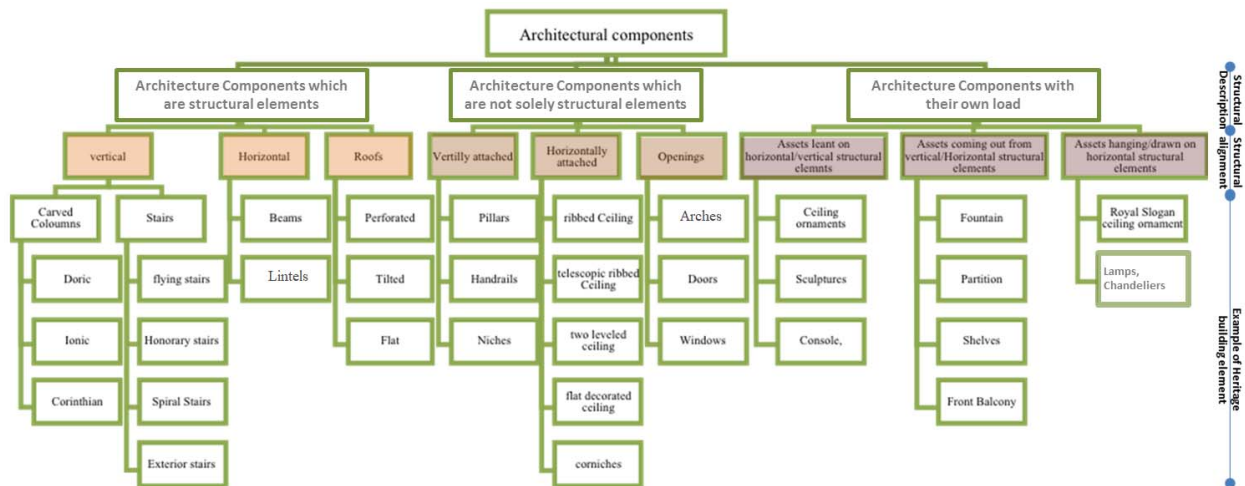 Architectural components
Architecture Components which
are structural elements
Architecture Components which
are not solely structural elements
Architecture Components with
their own load
Structural
Description
vertical
Horizontal
Roofs
Vertilly attached
Horizontally
attached
Openings
Assets leant on
horizontal/vertical structural
elemnts
Assets coming out from
vertical/Horizontal structural
elements
Assets hanging/drawn on
horizontal structural
elements
Structural
alignment
Carved
Coloumns
Stairs
Beams
Perforated
Pillars
ribbed Ceiling
Arches
Ceiling
ornaments
Fountain
Royal Slogan
ceiling ornament
Doric
flying stairs
Lintels
Tilted
Handrails
telescopic ribbed
Ceiling
Doors
Sculptures
Partition
Lamps,
Chandeliers
Ionic
Honorary stairs
Flat
Niches
two leveled
ceiling
Windows
Console,
Shelves
Corinthian
Spiral Stairs
flat decorated
ceiling
Front Balcony
Exterior stairs
corniches
Example of Heritage
building element